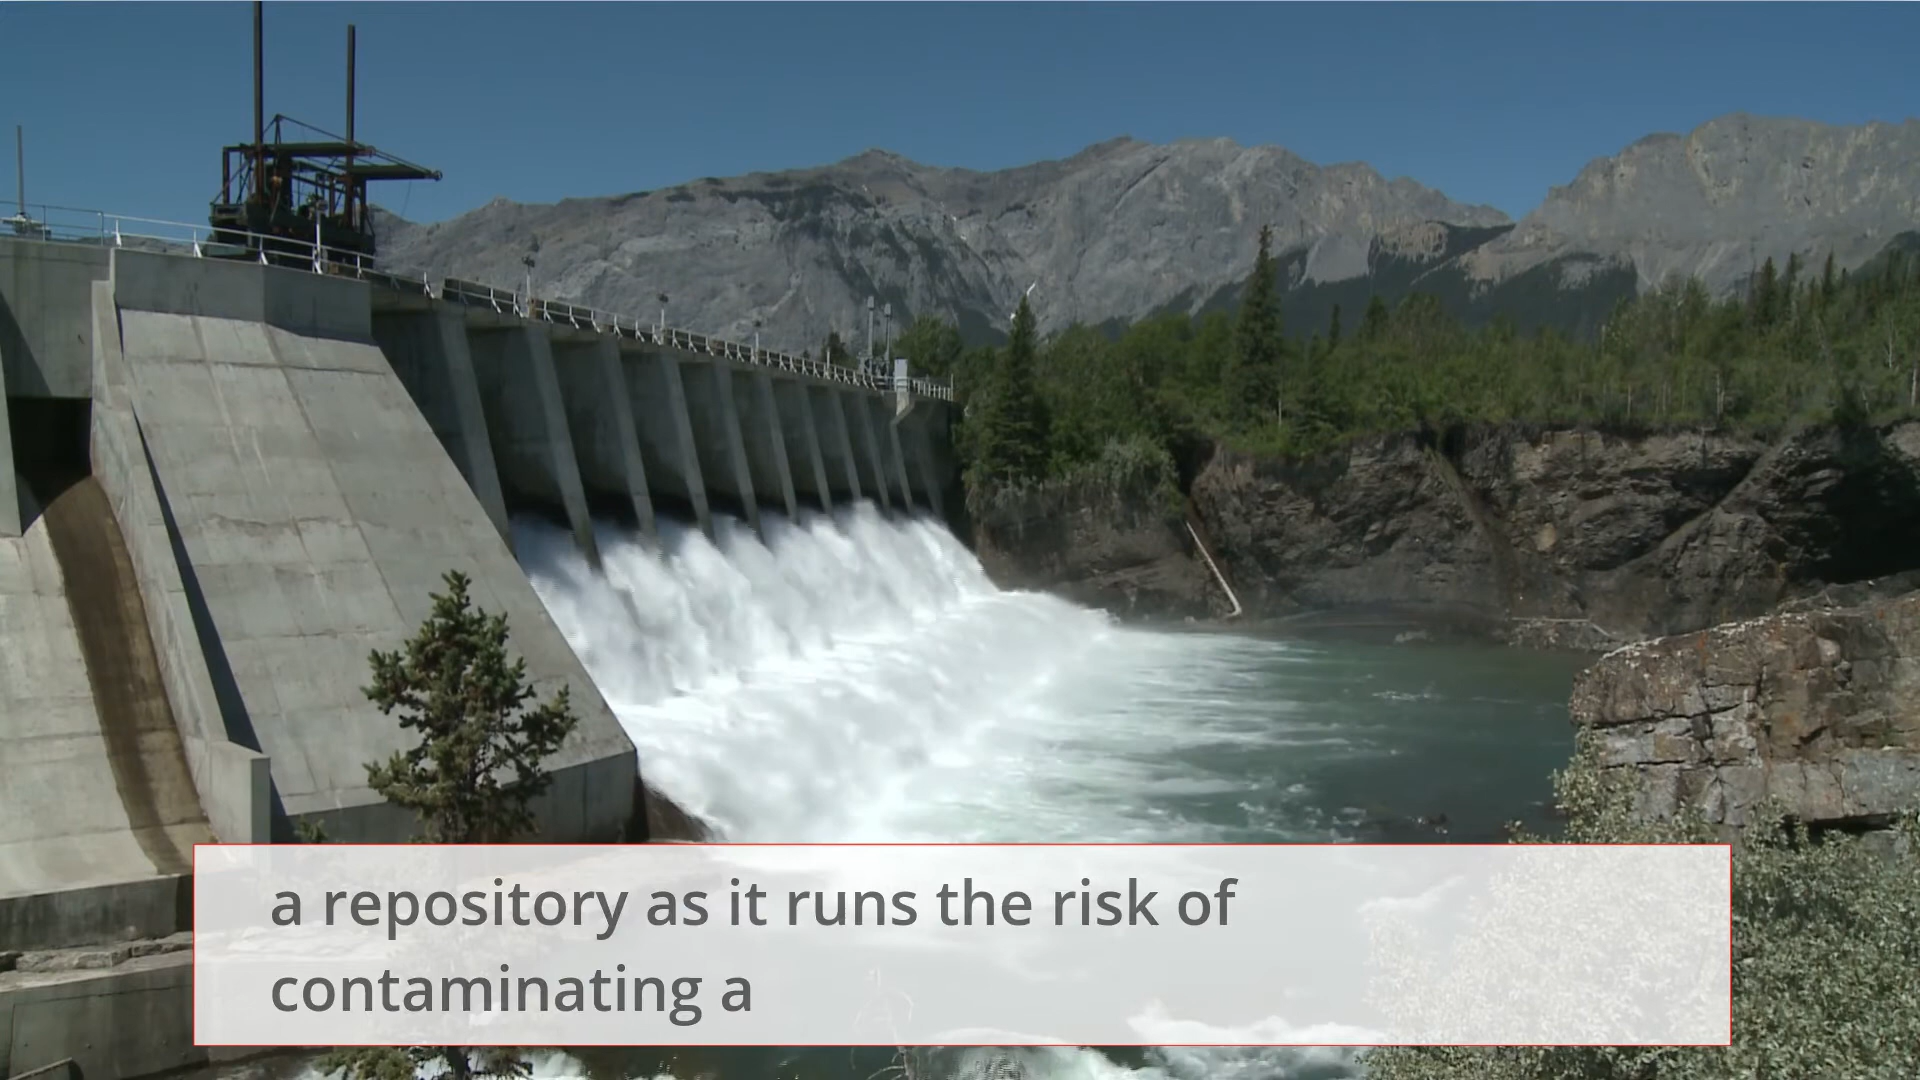 a repository as it runs the risk of
contaminating a